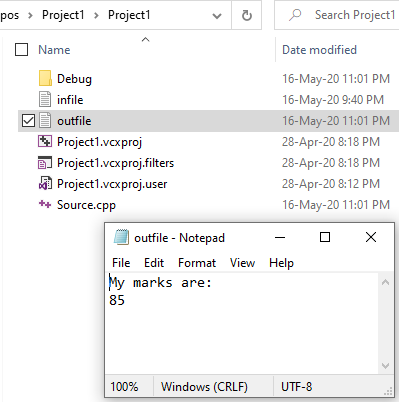 pos > Project1 > Project1
Search Project1
Name Date modified
Debug 16-May-20 11:01 PM
infile 16-May-20 9:40 PM
outfile 16-May-20 11:01 PM
Project1.vcxproj 28-Apr-20 8:18 PM
Project1.vcxproj.filters 28-Apr-20 8:18 PM
Project1.vcxproj.user 28-Apr-20 8:12 PM
Source.cpp 16-May-20 11:01 PM
outfile - Notepad
File Edit Format View Help
My marks are:
85
100% Windows (CRLF) UTF-8